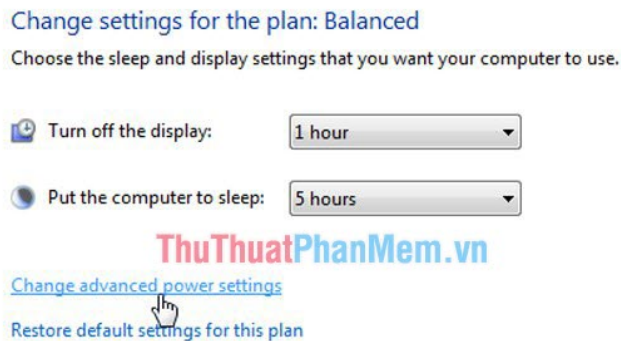 Change settings for the plan: Balanced
Choose the sleep and display settings that you want your computer to use.
Turn off the display: 1 hour
Put the computer to sleep: 5 hours
ThuThuatPhanMem.vn
Change advanced power settings
Restore default settings for this plan